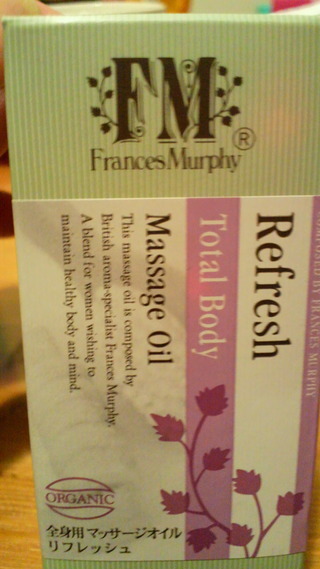 FM®
Frances Murphy
COMPOSED BY FRANCES MURPHY
Refresh
Total Body
Massage Oil
This massage oil is composed by
British aroma-specialist Frances Murphy.
A blend for women wishing to
maintain healthy body and mind.
ORGANIC
全身用 マッサージオイル
リフレッシュ